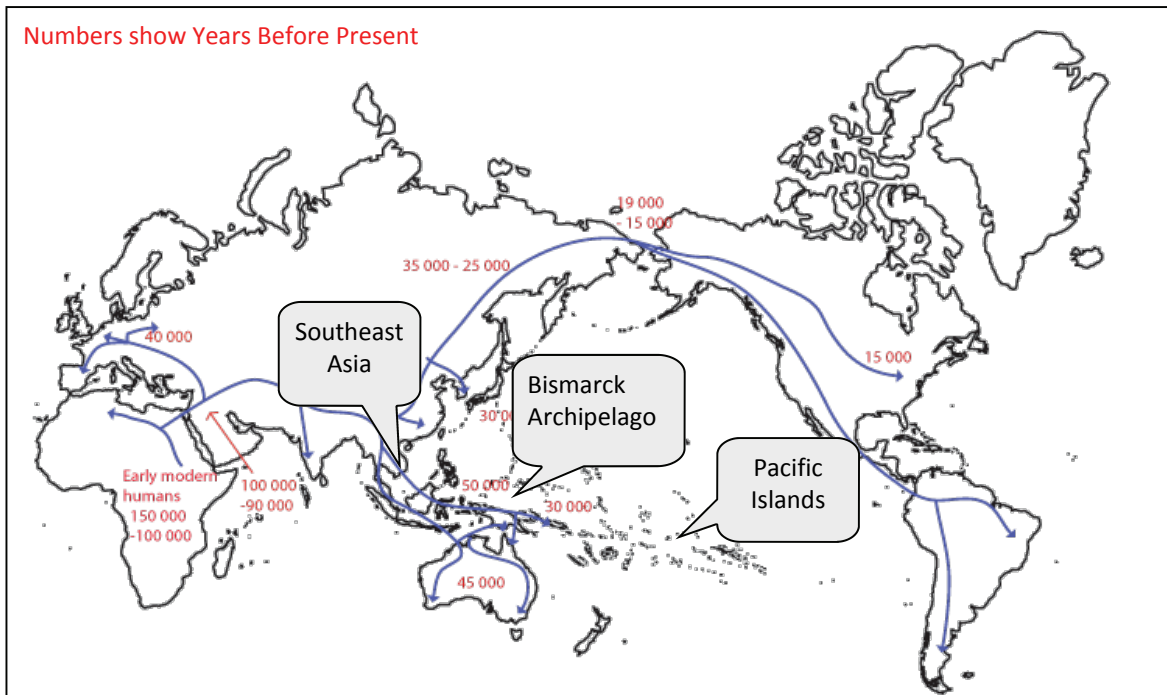 Numbers show Years Before Present
19 000
- 15 000
35 000 - 25 000
Southeast
Asia
40 000
15 000
Bismarck
Archipelago
Pacific
Islands
Early modern
humans
150 000
-100 000
100 000
-90 000
50 000
30 000
45 000